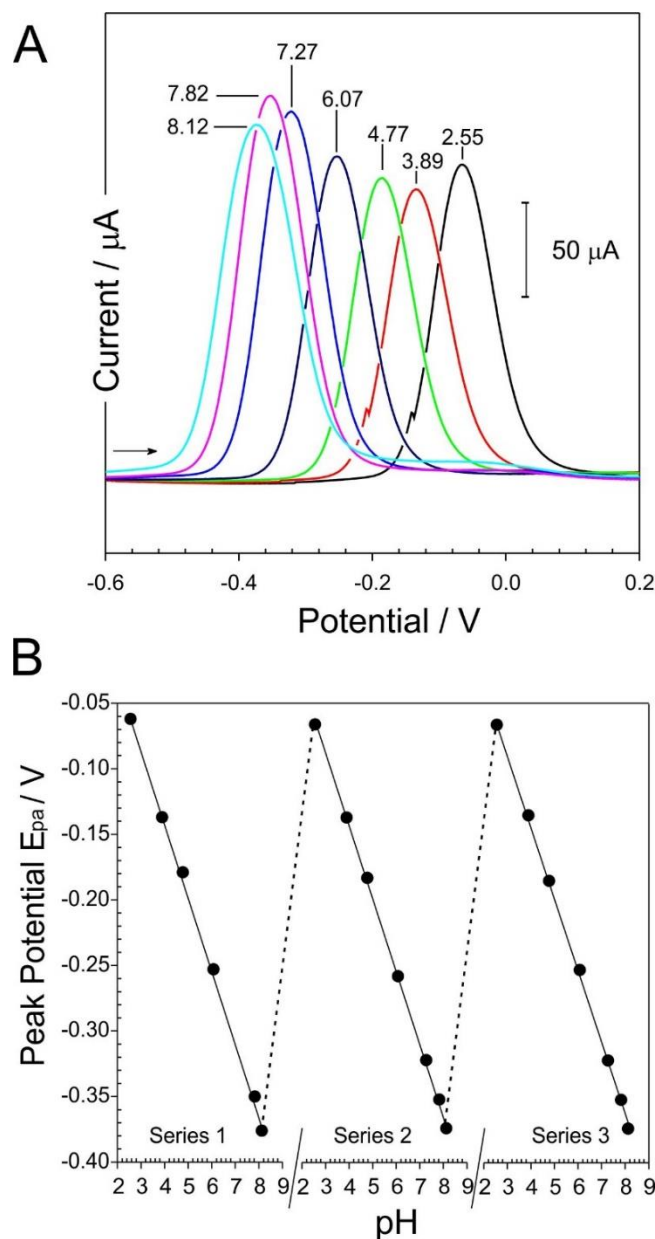 A
7.27
7.82
6.07
8.12
4.77
2.55
3.89
50 µA
Current / µA
-0.6
-0.4
-0.2
0.0
0.2
Potential / V
B
-0.05
-0.10
-0.15
-0.20
-0.25
-0.30
-0.35
-0.40
Peak Potential Epa / V
Series 1
Series 2
Series 3
2 3 4 5 6 7 8 9 2 3 4 5 6 7 8 9 2 3 4 5 6 7 8 9
pH